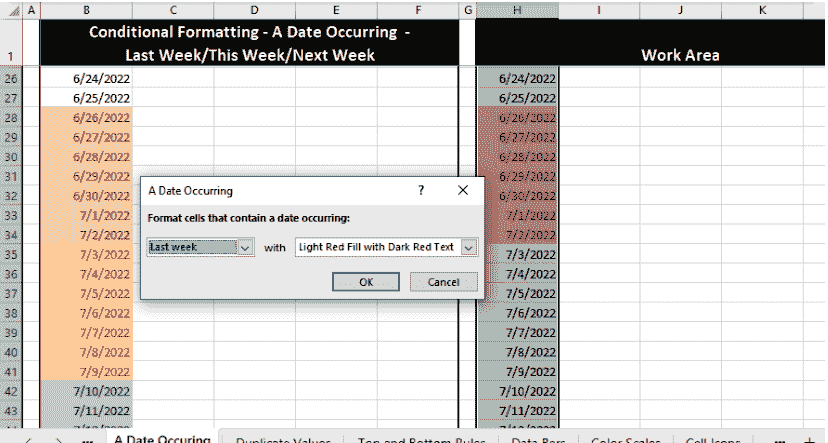 A B C D E F G H I J K
Conditional Formatting - A Date Occurring -
1 Last Week/This Week/Next Week Work Area
26 6/24/2022 6/24/2022
27 6/25/2022 6/25/2022
28 6/26/2022 6/26/2022
29 6/27/2022 6/27/2022
30 6/28/2022 6/28/2022
31 6/29/2022 6/29/2022
32 6/30/2022 6/30/2022
33 7/1/2022 7/1/2022
34 7/2/2022 7/2/2022
35 7/3/2022 7/3/2022
36 7/4/2022 7/4/2022
37 7/5/2022 7/5/2022
38 7/6/2022 7/6/2022
39 7/7/2022 7/7/2022
40 7/8/2022 7/8/2022
41 7/9/2022 7/9/2022
42 7/10/2022 7/10/2022
43 7/11/2022 7/11/2022
A Date Occurring ?
Format cells that contain a date occurring:
Last week with Light Red Fill with Dark Red Text
OK Cancel
A Date Occuring Duplicate Values Top and Bottom Rules Data Bars Color Scales Cell Icons